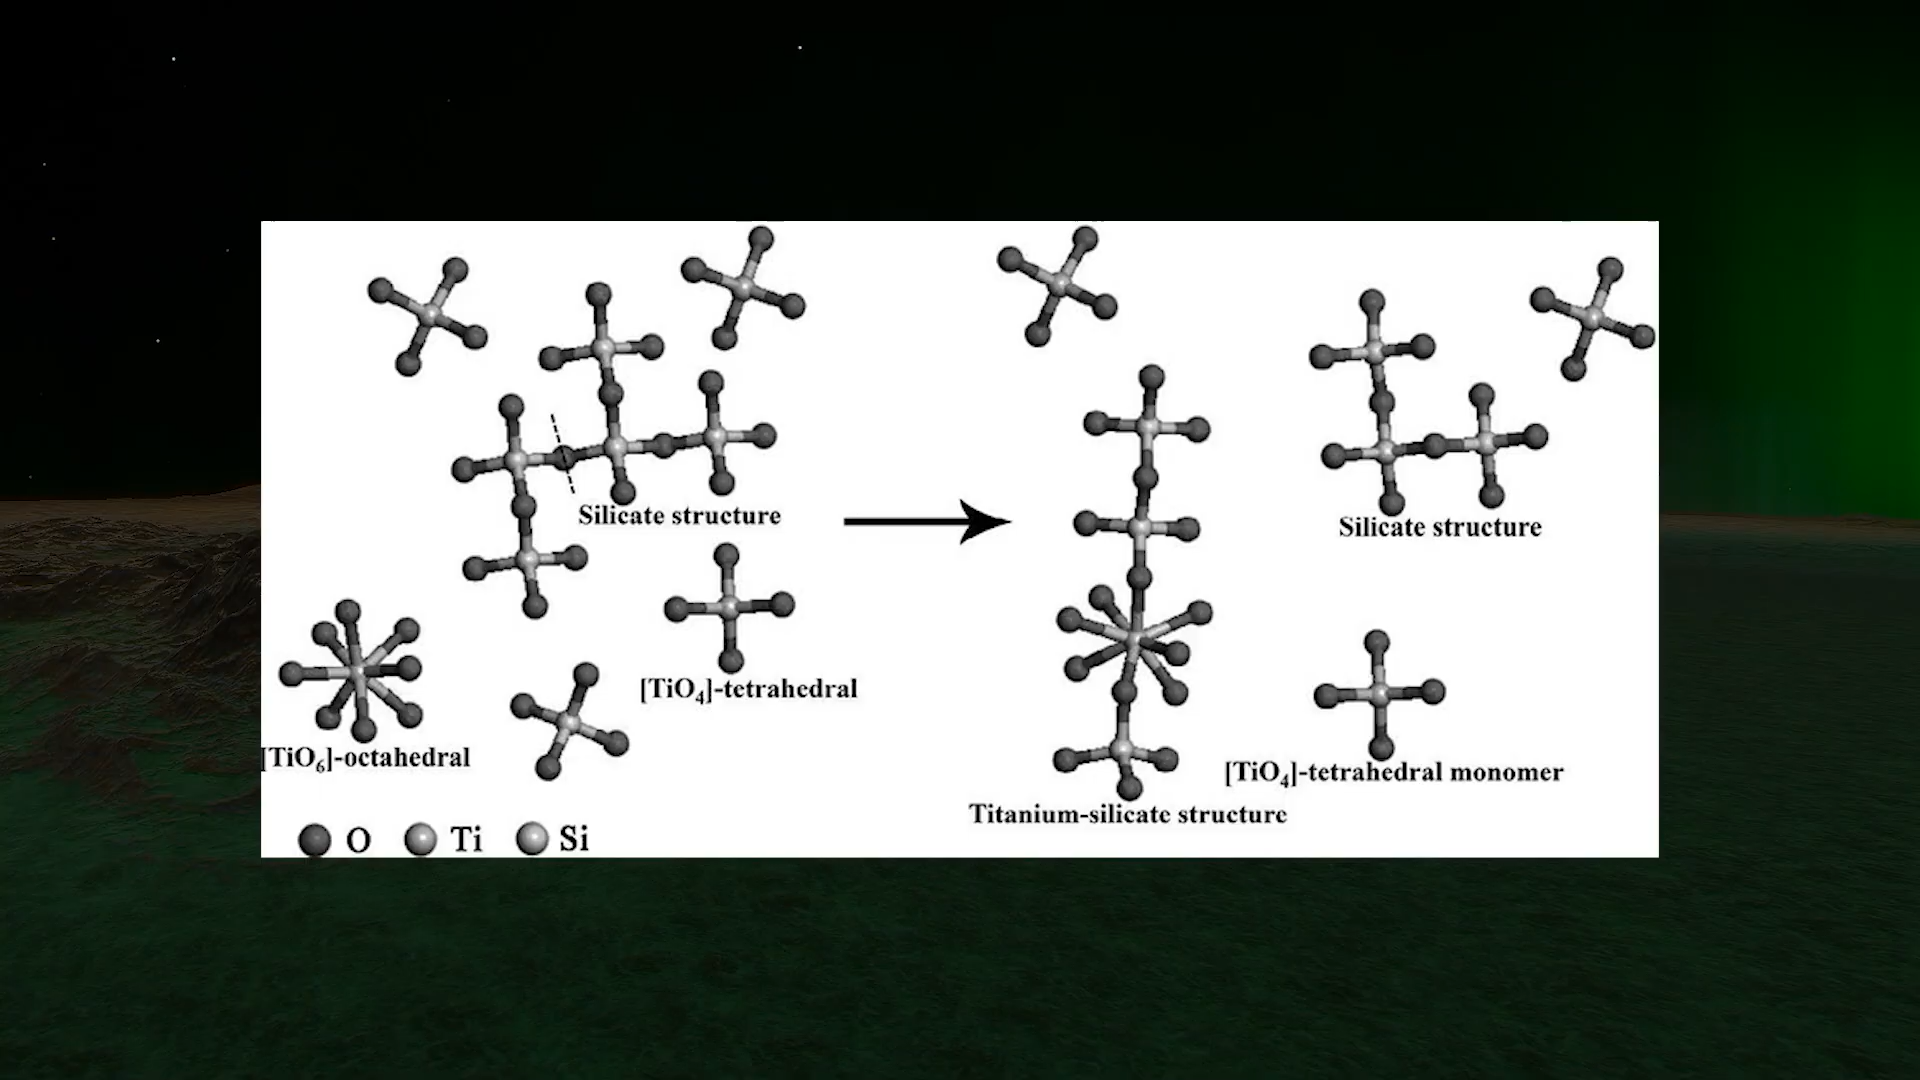 Silicate structure
[TiO₄]-tetrahedral
[TiO₆]-octahedral
O Ti Si
Silicate structure
[TiO₄]-tetrahedral monomer
Titanium-silicate structure